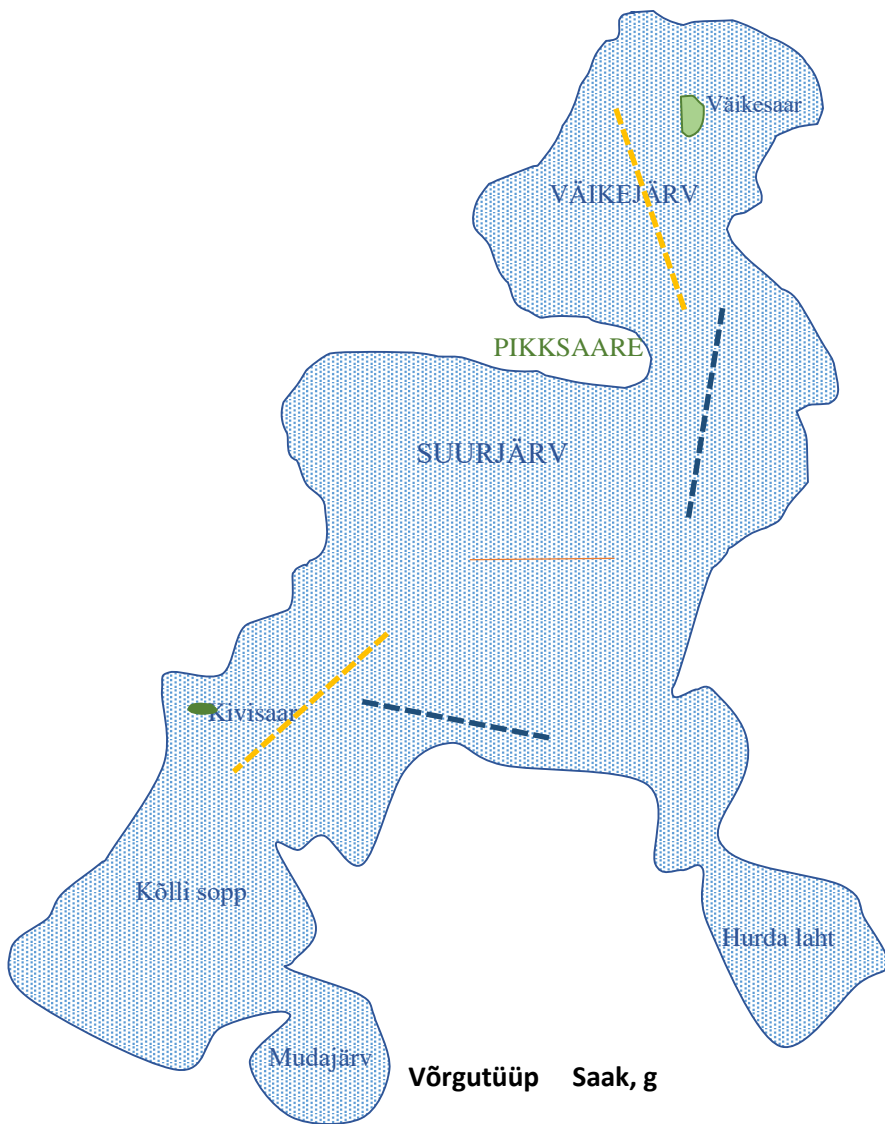 Väikesaar
VÄIKEJÄRV
PIKKSAARE
SUURJÄRV
Kivisaar
Kõlli sopp
Hurda laht
Mudajärv
Võrgutüüp Saak, g